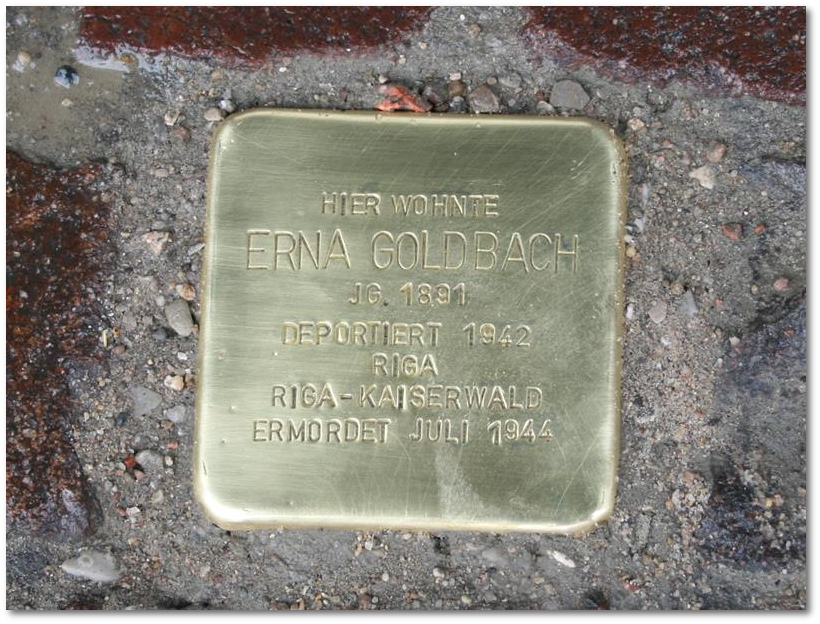 HIER WOHNTE
ERNA GOLDBACH
JG. 1891
DEPORTIERT 1942
RIGA
RIGA-KAISERWALD
ERMORDET JULI 1944